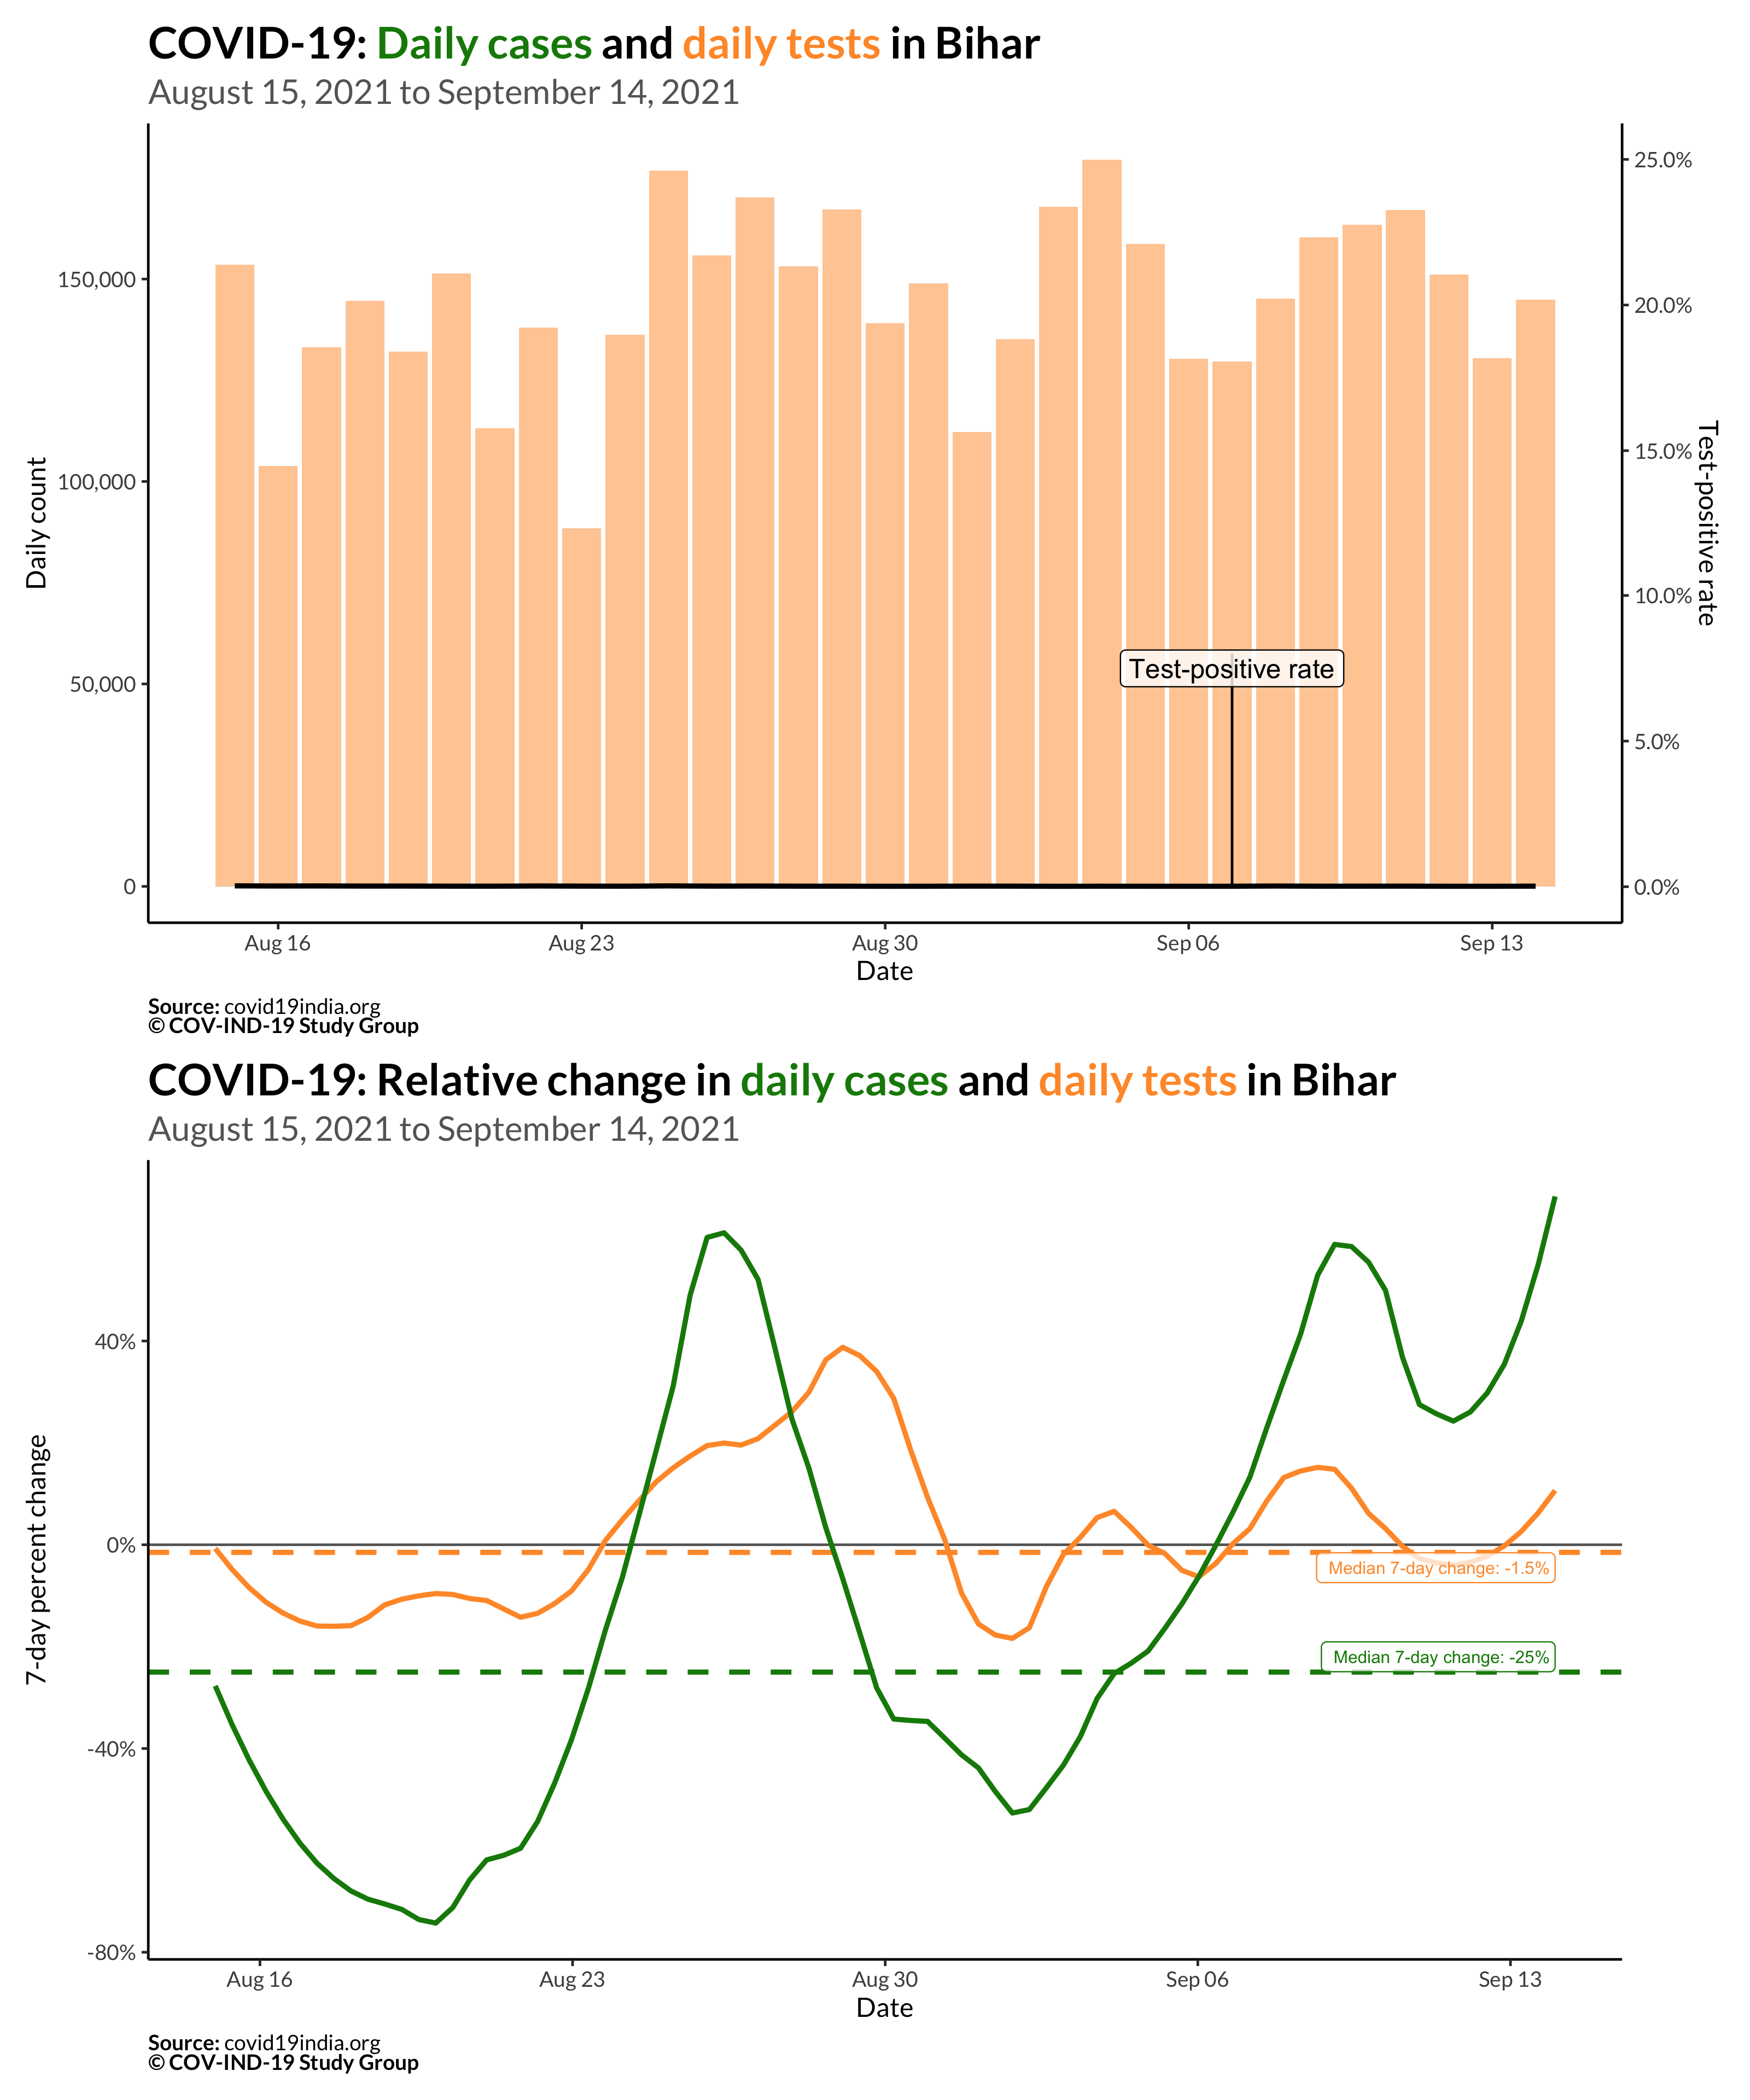 COVID-19: Daily cases and daily tests in Bihar
August 15, 2021 to September 14, 2021
Daily count
150,000
100,000
50,000
0
25.0%
20.0%
15.0%
10.0%
5.0%
0.0%
Test-positive rate
Test-positive rate
Aug 16
Aug 23
Aug 30
Sep 06
Sep 13
Date
Source: covid19india.org
© COV-IND-19 Study Group
COVID-19: Relative change in daily cases and daily tests in Bihar
August 15, 2021 to September 14, 2021
7-day percent change
40%
0%
-40%
-80%
Median 7-day change: -1.5%
Median 7-day change: -25%
Aug 16
Aug 23
Aug 30
Sep 06
Sep 13
Date
Source: covid19india.org
© COV-IND-19 Study Group